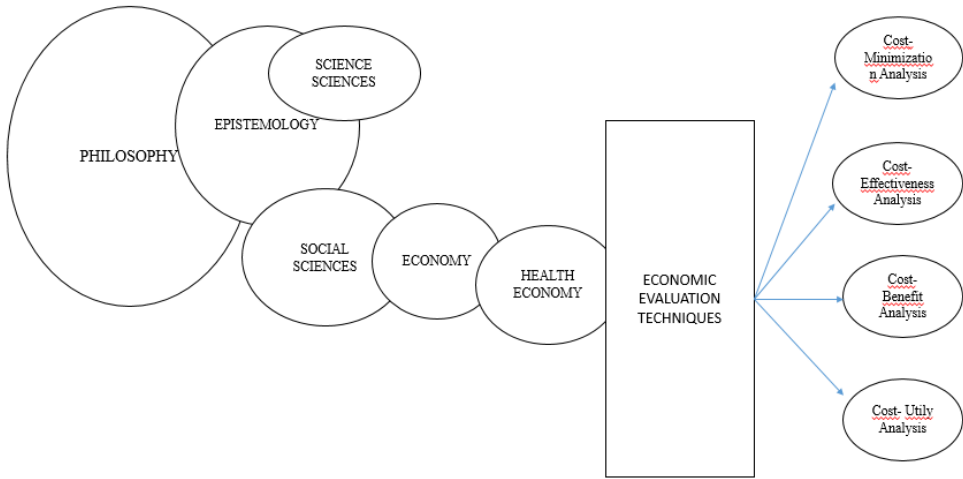 PHILOSOPHY
EPISTEMOLOGY
SCIENCE
SCIENCES
SOCIAL
SCIENCES
ECONOMY
HEALTH
ECONOMY
ECONOMIC
EVALUATION
TECHNIQUES
Cost-
Minimizatio
n Analysis
Cost-
Effectiveness
Analysis
Cost-
Benefit
Analysis
Cost- Utily
Analysis